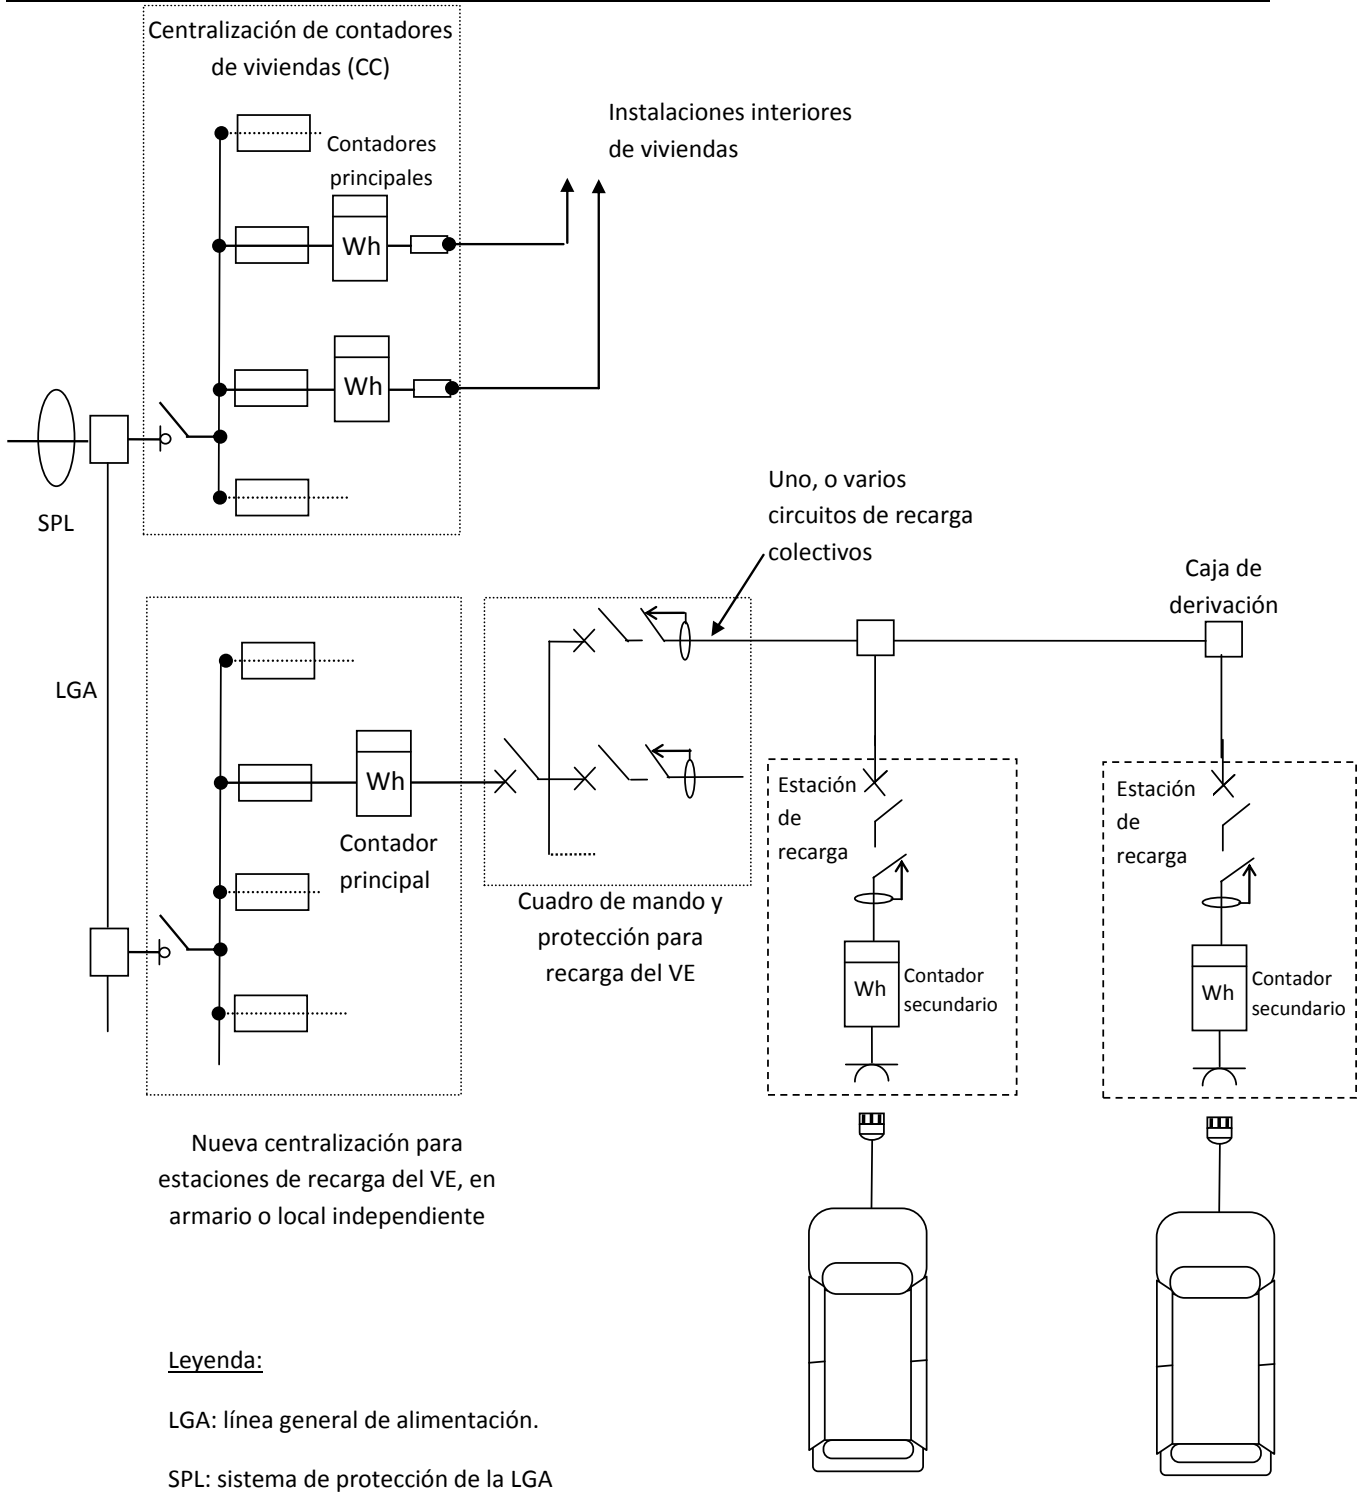 Centralización de contadores
de viviendas (CC)
Instalaciones interiores
de viviendas
Contadores
principales
Wh
Wh
SPL
Uno, o varios
circuitos de recarga
colectivos
Caja de
derivación
LGA
Wh
Contador
principal
Estación
de
recarga
Estación
de
recarga
Cuadro de mando y
protección para
recarga del VE
Wh
Contador
secundario
Wh
Contador
secundario
Nueva centralización para
estaciones de recarga del VE, en
armario o local independiente
Leyenda:
LGA: línea general de alimentación.
SPL: sistema de protección de la LGA